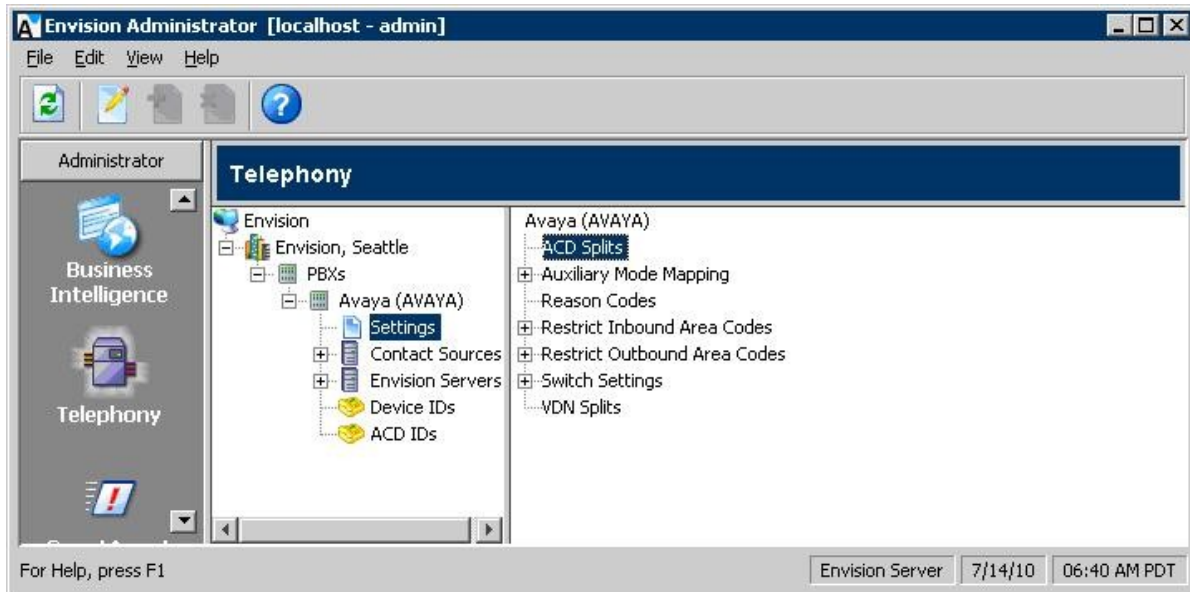 Envision Administrator [localhost - admin]
File Edit View Help
Administrator
Telephony
Business
Intelligence
Telephony
Envision
Envision, Seattle
PBXs
Avaya (AVAYA)
Settings
Contact Sources
Envision Servers
Device IDs
ACD IDs
Avaya (AVAYA)
ACD Splits
Auxiliary Mode Mapping
Reason Codes
Restrict Inbound Area Codes
Restrict Outbound Area Codes
Switch Settings
VDN Splits
For Help, press F1
Envision Server 7/14/10 06:40 AM PDT